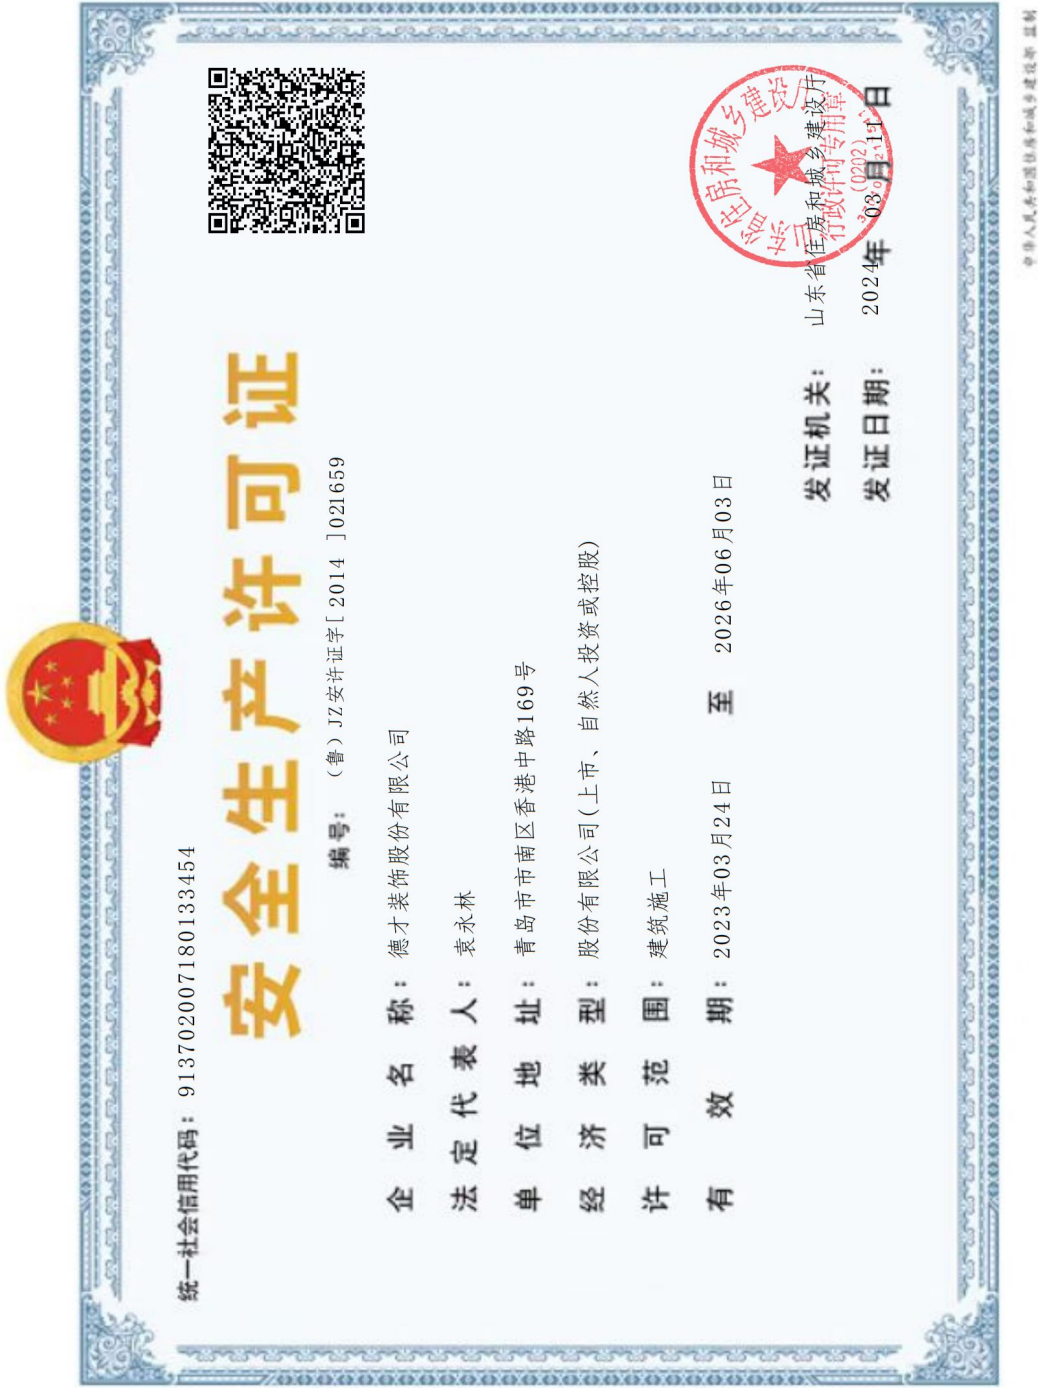 统一社会信用代码：913702007180133454
安全生产许可证
编号：（鲁）JZ安许证字[ 2014 ]021659
企业名称：德才装饰股份有限公司
法定代表人：袁永林
单位地址：青岛市市南区香港中路169号
经济类型：股份有限公司(上市、自然人投资或控股)
许可范围：建筑施工
有效期：2023年03月24日 至 2026年06月03日
发证机关：山东省住房和城乡建设厅
发证日期：2024年03月11日
山东省住房和城乡建设厅
行政许可专用章
(0202)
中华人民共和国住房和城乡建设部 监制